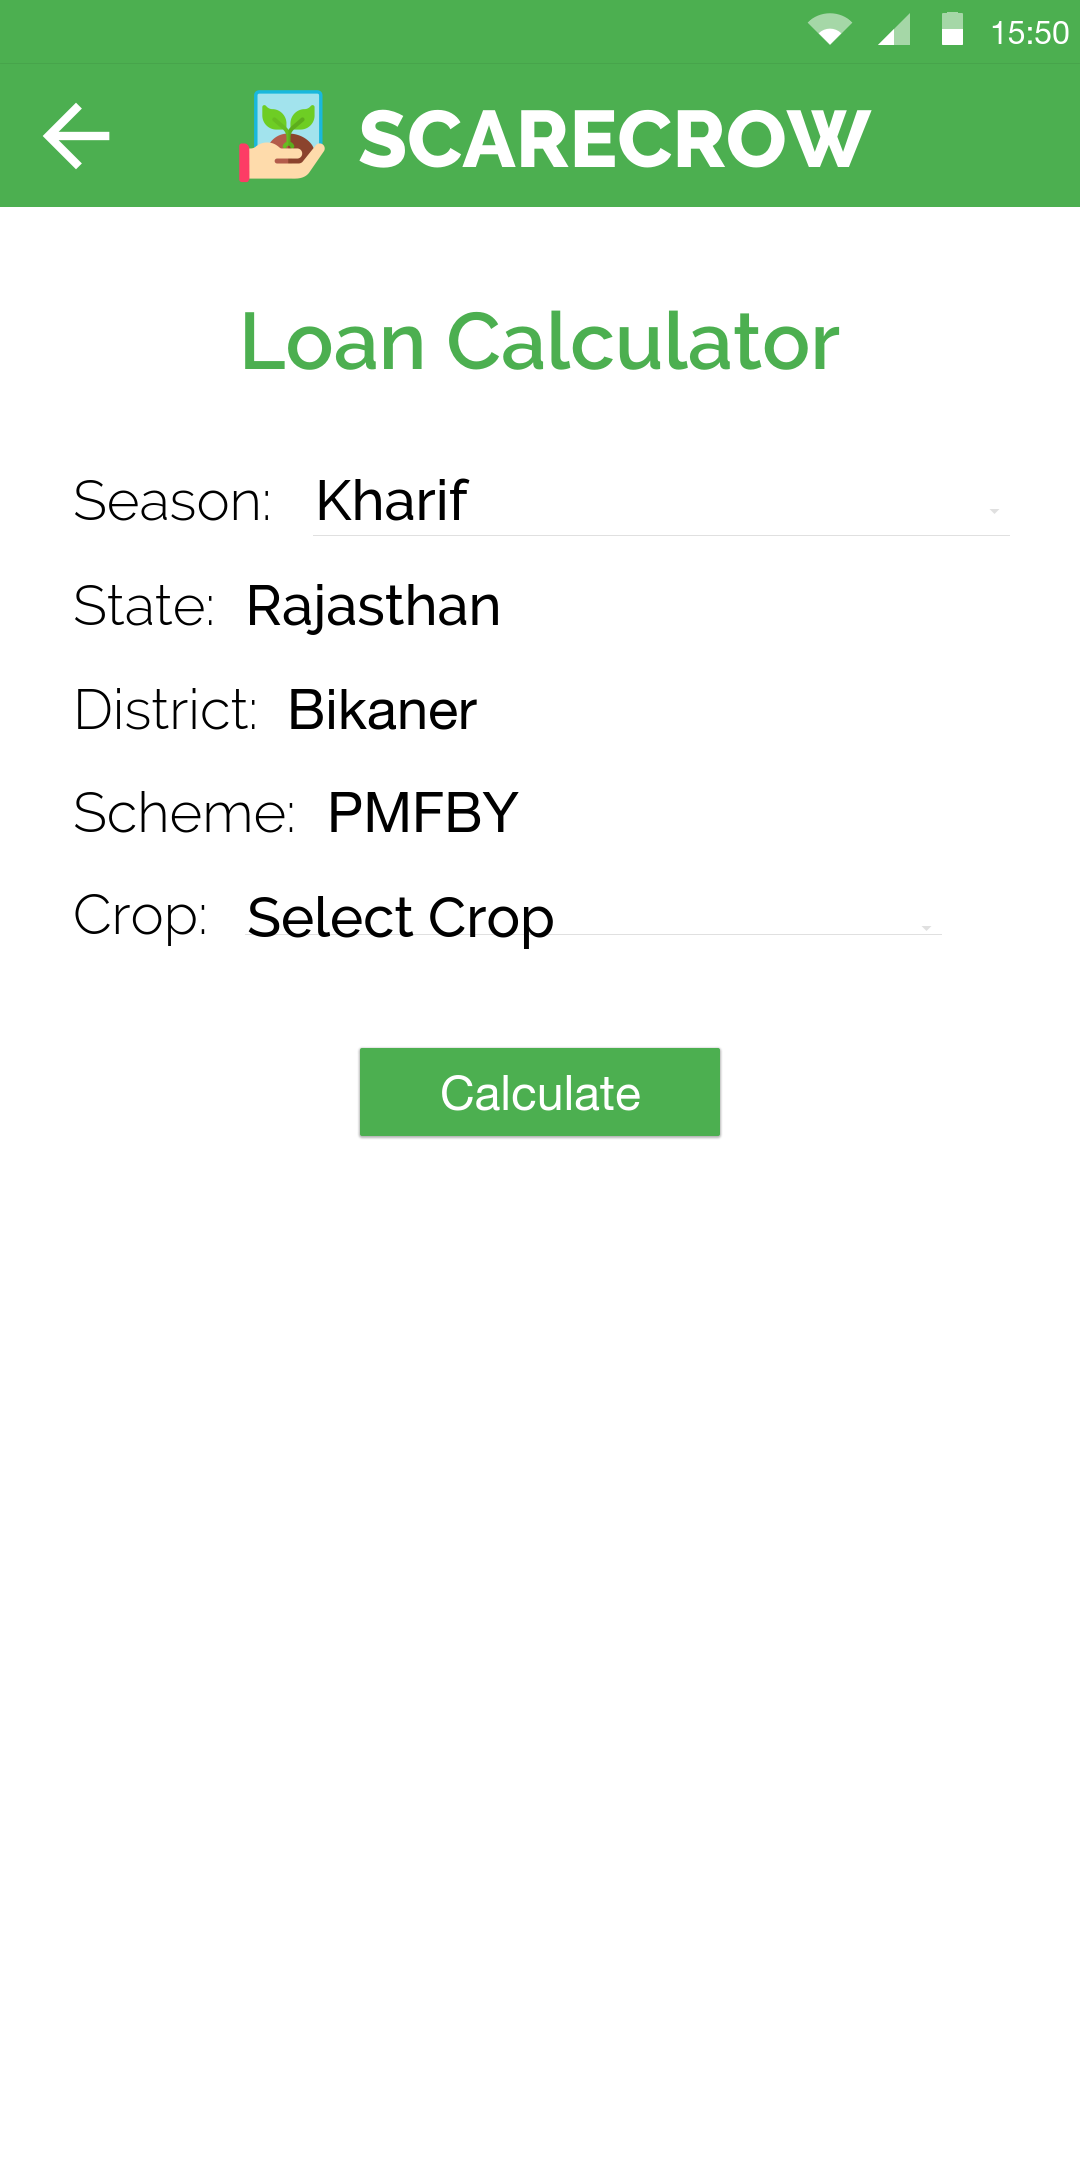 15:50
SCARECROW
Loan Calculator
Season: Kharif
State: Rajasthan
District: Bikaner
Scheme: PMFBY
Crop: Select Crop
Calculate